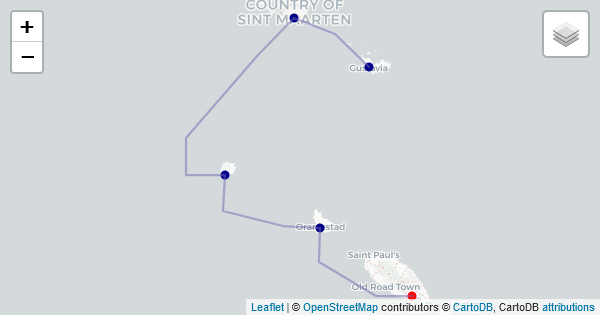 COUNTRY OF
SINT MAARTEN
+
−
Gustavia
Oranjestad
Saint Paul's
Old Road Town
Leaflet | © OpenStreetMap contributors © CartoDB, CartoDB attributions